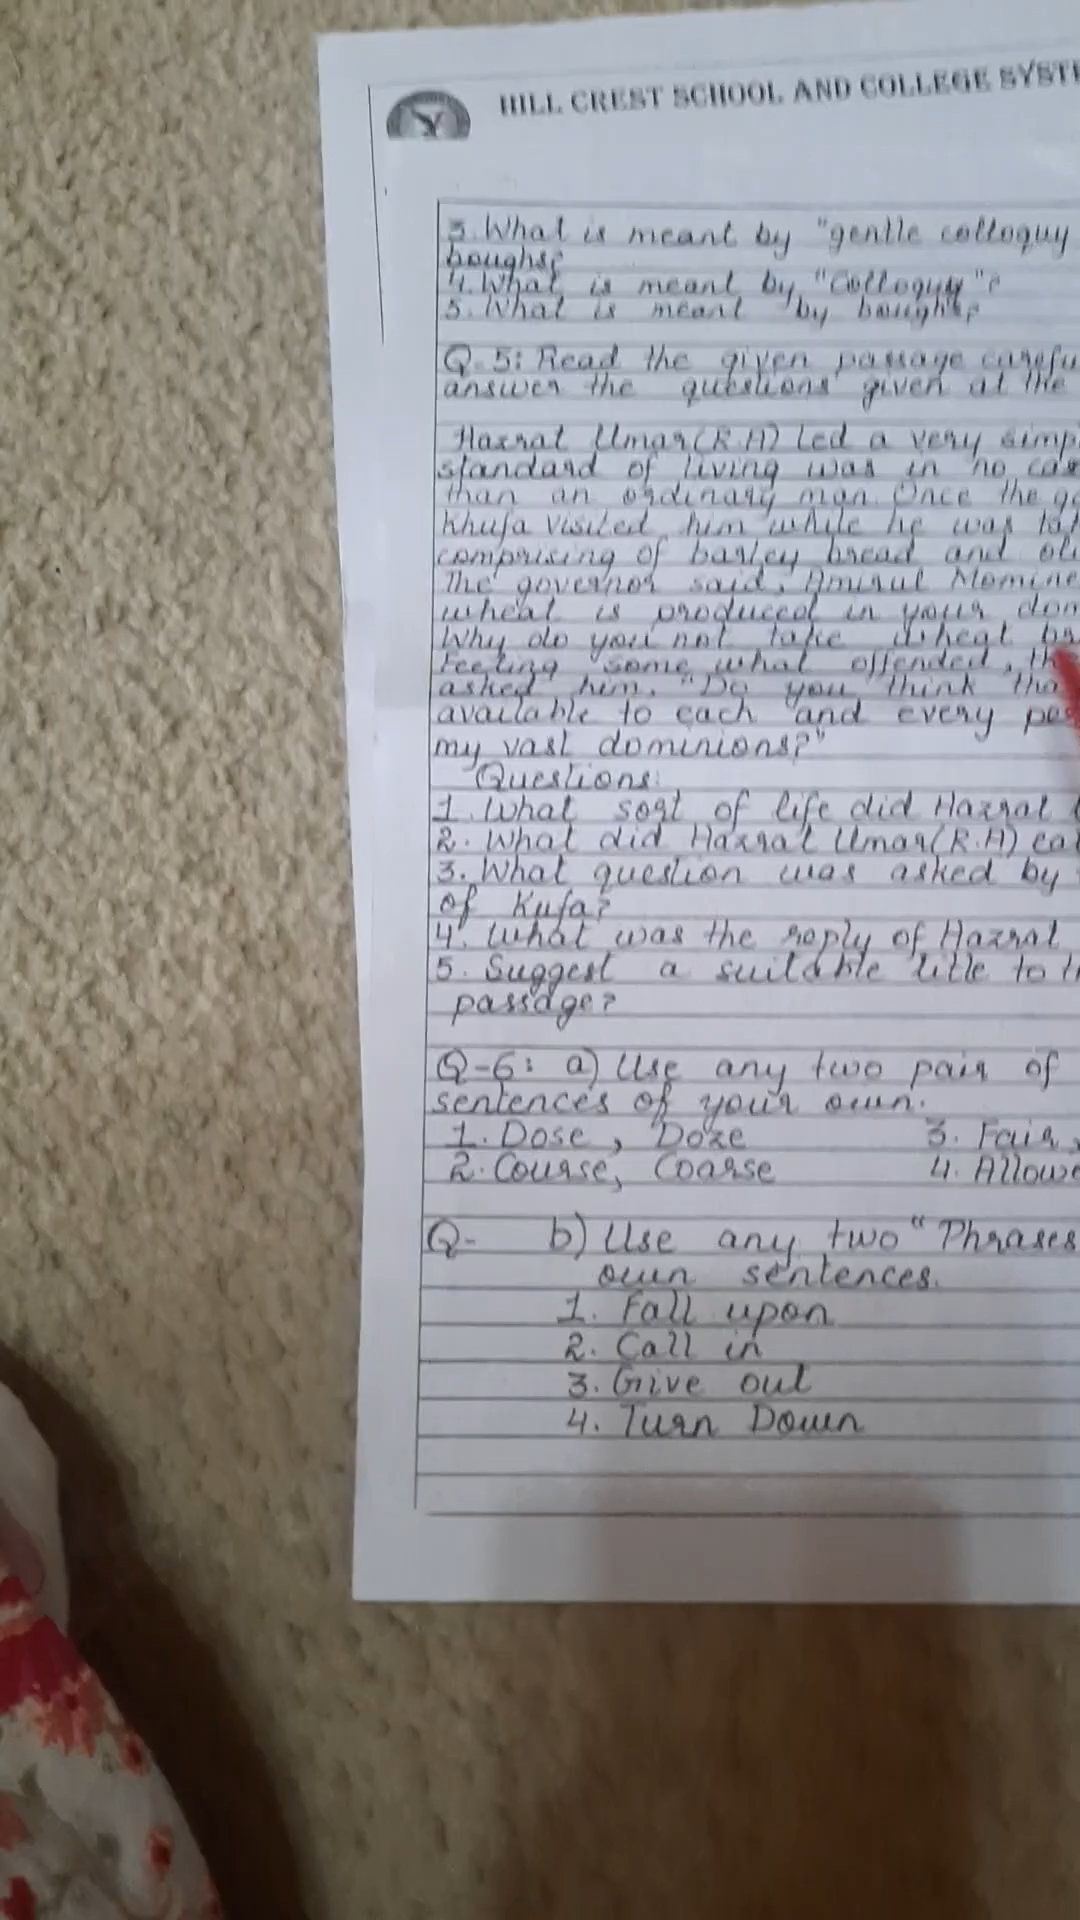 HILL CREST SCHOOL AND COLLEGE SYSTE
3. What is meant by "gentle colloquy
boughs?
4. What is meant by "Colloquy"?
5. What is meant by boughs?
Q-5: Read the given passage carefu
answer the questions given at the
Hazrat Umar(R.A) Led a very simp
standard of living was in no cas
than an ordinary man. Once the go
Khufa visited him while he was ta
comprising of barley bread and oli
The governor said, Amirul Momine
wheat is produced in your dom
Why do you not take wheat br
Feeling some what offended, th
asked him, "Do you think tha
available to each and every pe
my vast dominions?"
Questions:
1. What sort of life did Hazrat
2. What did Hazrat Umar(R.A) eat
3. What question was asked by
of Kufa?
4. What was the reply of Hazrat
5. Suggest a suitable title to th
passage?
Q-6: a) Use any two pair of
sentences of your own.
1. Dose, Doze 3. Fair,
2. Course, Coarse 4. Allowe
Q- b) Use any two "Phrases
own sentences.
1. Fall upon
2. Call in
3. Give out
4. Turn Down